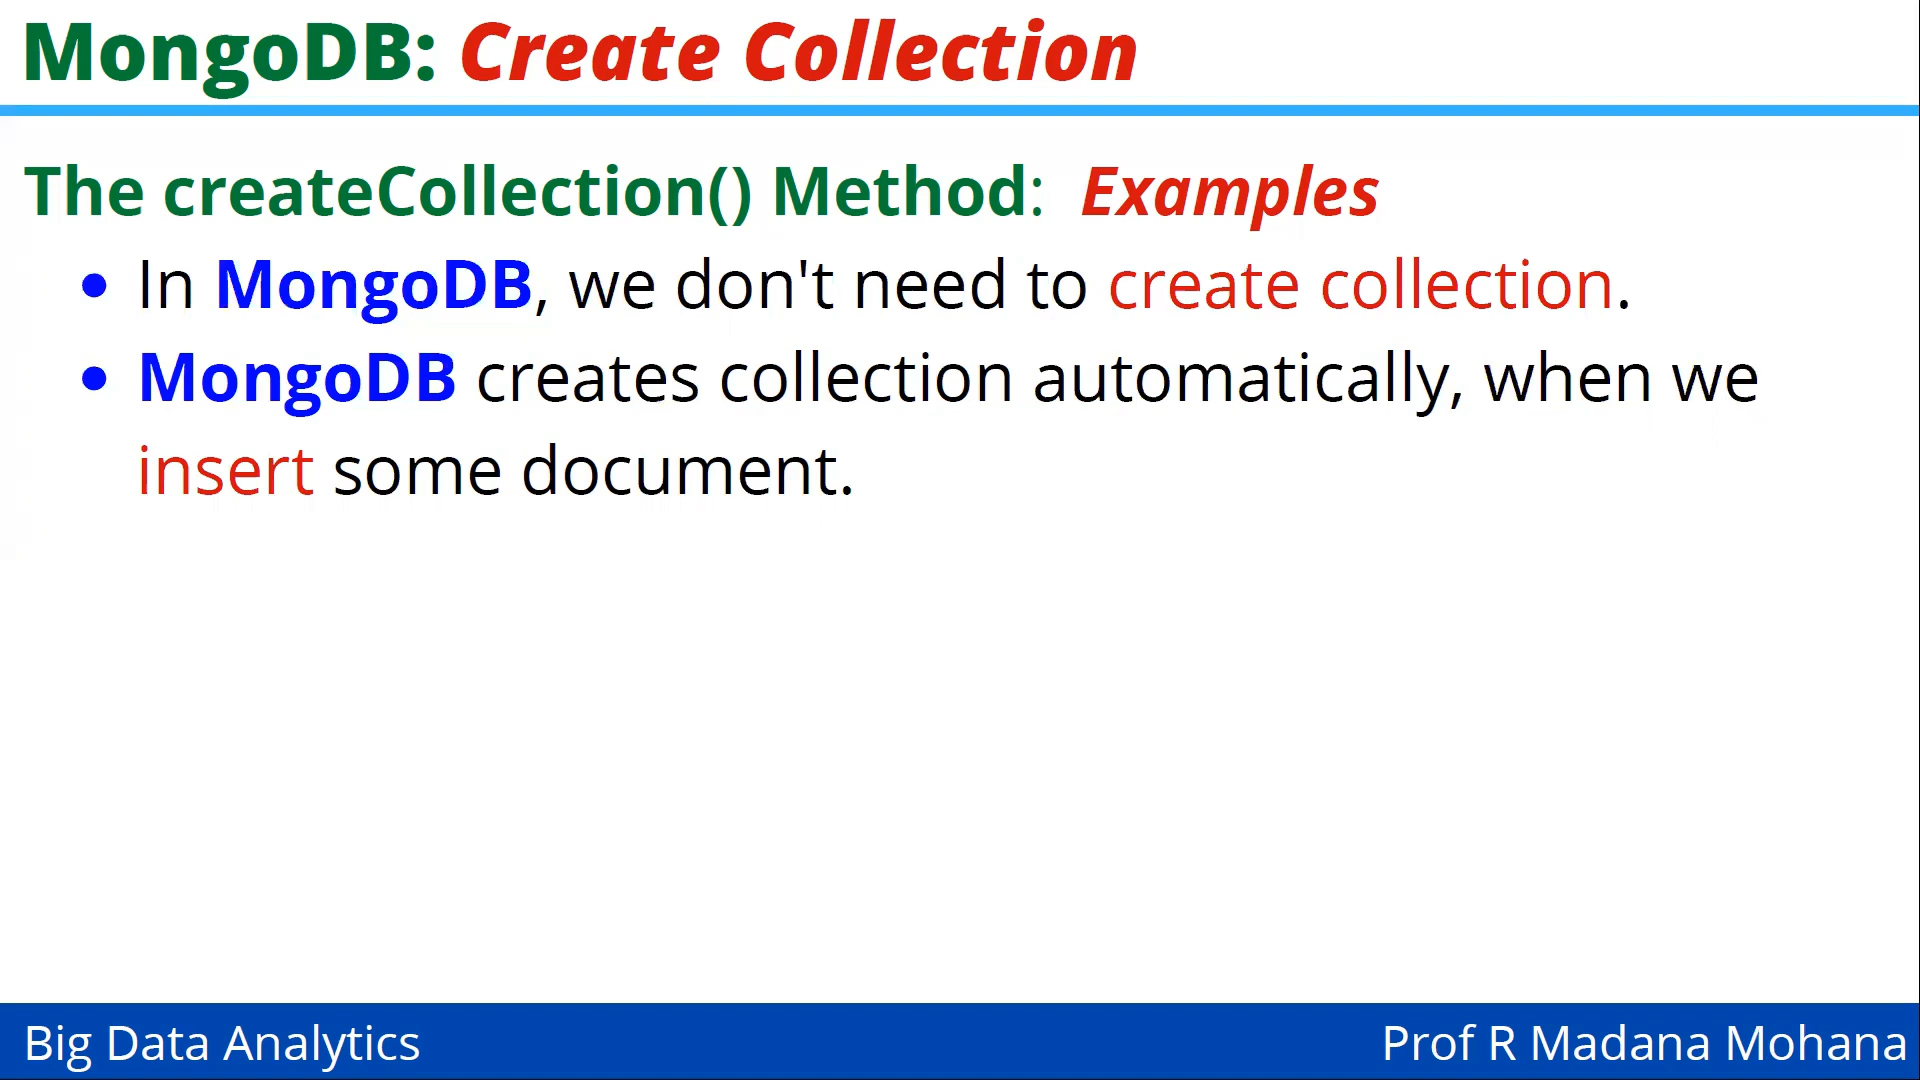 MongoDB: Create Collection
The createCollection() Method: Examples
• In MongoDB, we don't need to create collection.
• MongoDB creates collection automatically, when we
insert some document.
Big Data Analytics
Prof R Madana Mohana